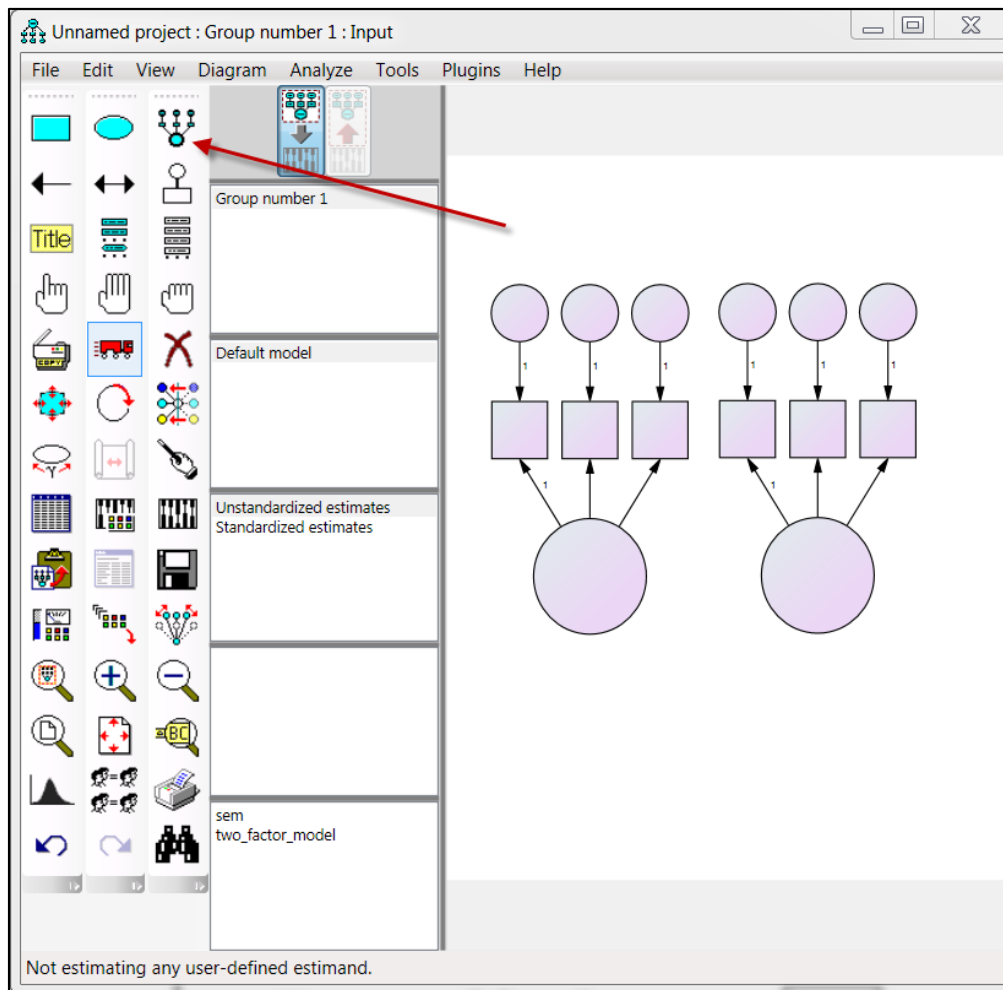 Unnamed project : Group number 1 : Input
File Edit View Diagram Analyze Tools Plugins Help
Group number 1
Title
COPY
Default model
γ
Unstandardized estimates
Standardized estimates
BC
sem
two_factor_model
1 1 1 1 1 1
1 1
Not estimating any user-defined estimand.